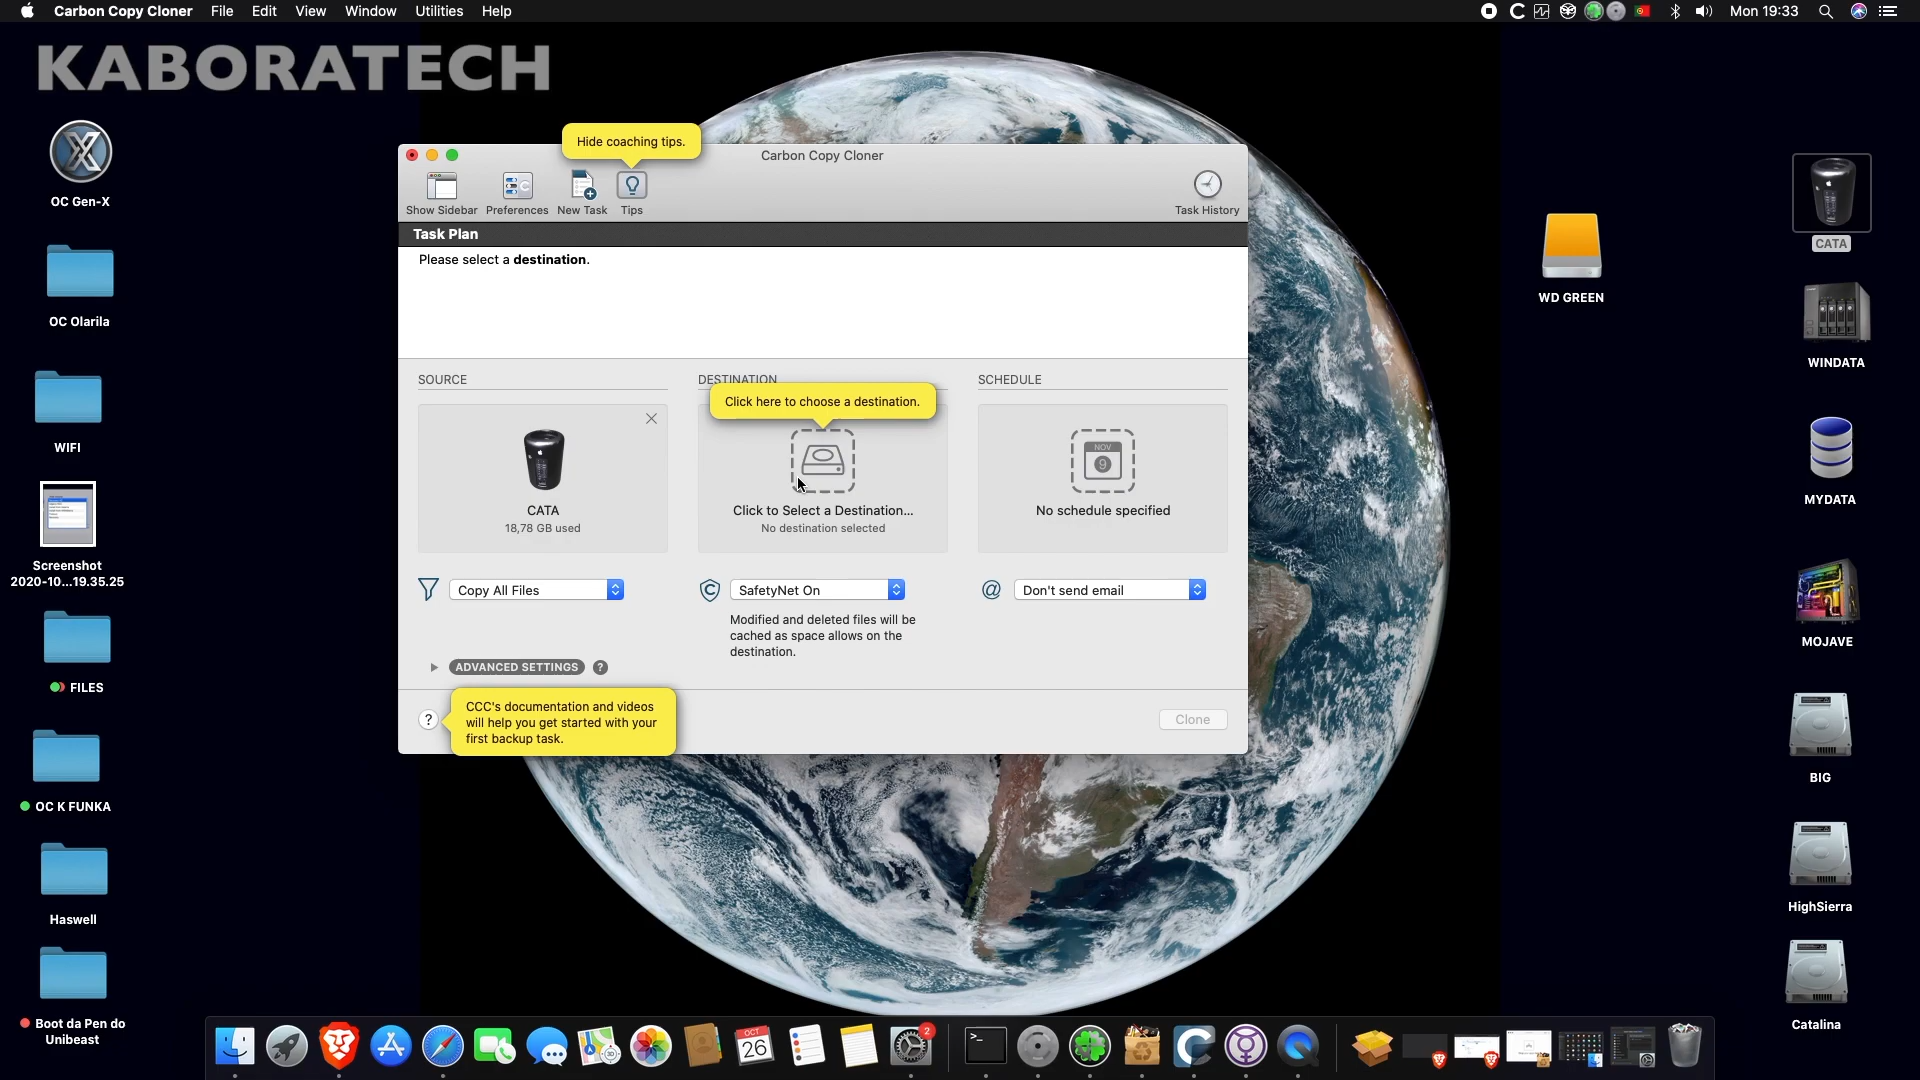 Carbon Copy Cloner File Edit View Window Utilities Help
Mon 19:33
KABORATECH
OC Gen-X
OC Olarila
WIFI
Screenshot
2020-10...19.35.25
FILES
OC K FUNKA
Haswell
Boot da Pen do
Unibeast
Hide coaching tips.
Carbon Copy Cloner
Show Sidebar Preferences New Task Tips Task History
Task Plan
Please select a destination.
SOURCE DESTINATION SCHEDULE
Click here to choose a destination.
NOV
9
CATA
18,78 GB used
Click to Select a Destination...
No destination selected
No schedule specified
Copy All Files
SafetyNet On
Modified and deleted files will be
cached as space allows on the
destination.
@ Don't send email
ADVANCED SETTINGS ?
? CCC's documentation and videos
will help you get started with your
first backup task.
Clone
WD GREEN
CATA
WINDATA
MYDATA
MOJAVE
BIG
HighSierra
Catalina
OCT
26
2